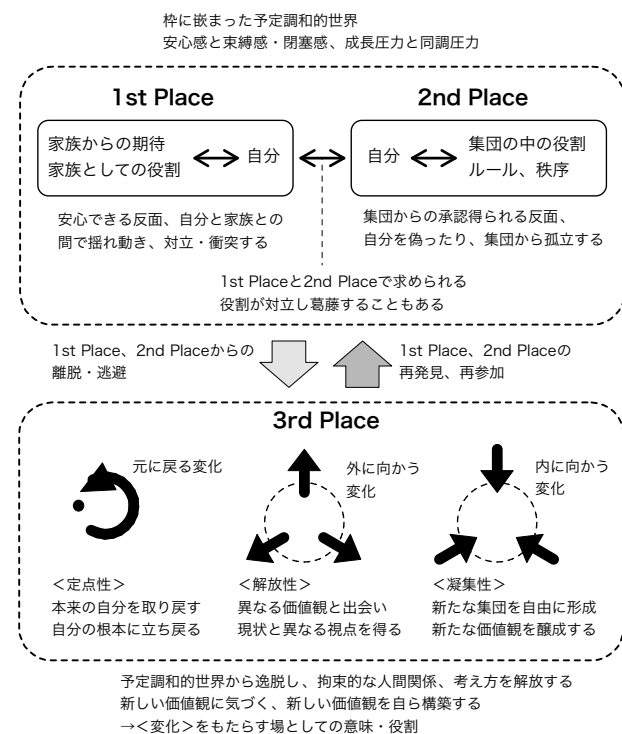 枠に嵌まった予定調和的世界
安心感と束縛感・閉塞感、成長圧力と同調圧力
1st Place
家族からの期待
家族としての役割
自分
安心できる反面、自分と家族との
間で揺れ動き、対立・衝突する
2nd Place
自分
集団の中の役割
ルール、秩序
集団からの承認得られる反面、
自分を偽ったり、集団から孤立する
1st Placeと2nd Placeで求められる
役割が対立し葛藤することもある
1st Place、2nd Placeからの
離脱・逃避
1st Place、2nd Placeの
再発見、再参加
3rd Place
元に戻る変化
＜定点性＞
本来の自分を取り戻す
自分の根本に立ち戻る
外に向かう
変化
＜解放性＞
異なる価値観と出会い
現状と異なる視点を得る
内に向かう
変化
＜凝集性＞
新たな集団を自由に形成
新たな価値観を醸成する
予定調和的世界から逸脱し、拘束的な人間関係、考え方を解放する
新しい価値観に気づく、新しい価値観を自ら構築する
→＜変化＞をもたらす場としての意味・役割